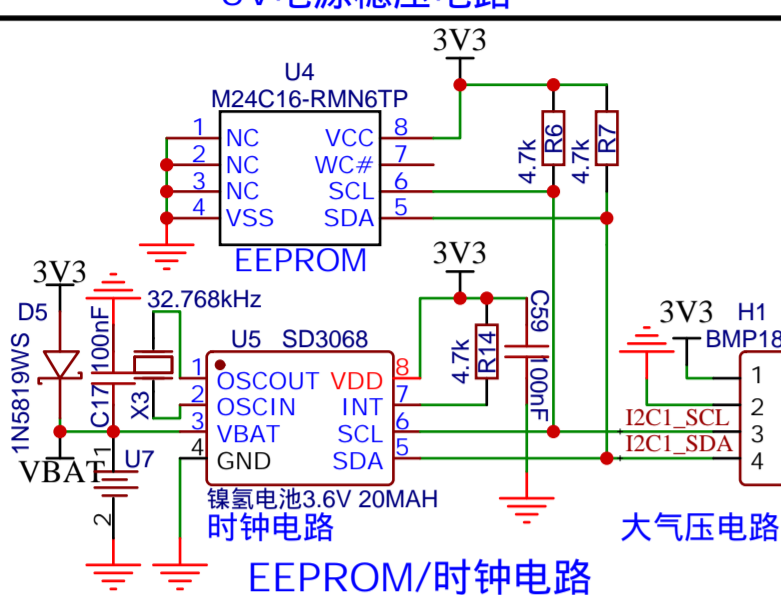 3V3
U4
M24C16-RMN6TP
1 NC VCC 8
2 NC WC# 7
3 NC SCL 6
4 VSS SDA 5
EEPROM
4.7k R6
4.7k R7
3V3
D5
1N5819WS
C17 100nF
32.768kHz
X3
U5 SD3068
1 OSCOUT VDD 8
2 OSCIN INT 7
3 VBAT SCL 6
4 GND SDA 5
VBAT
1 U7
2
镍氢电池3.6V 20MAH
时钟电路
3V3
4.7k R14
C59 100nF
3V3 H1
BMP18
1
2
I2C1_SCL 3
I2C1_SDA 4
大气压电路
EEPROM/时钟电路